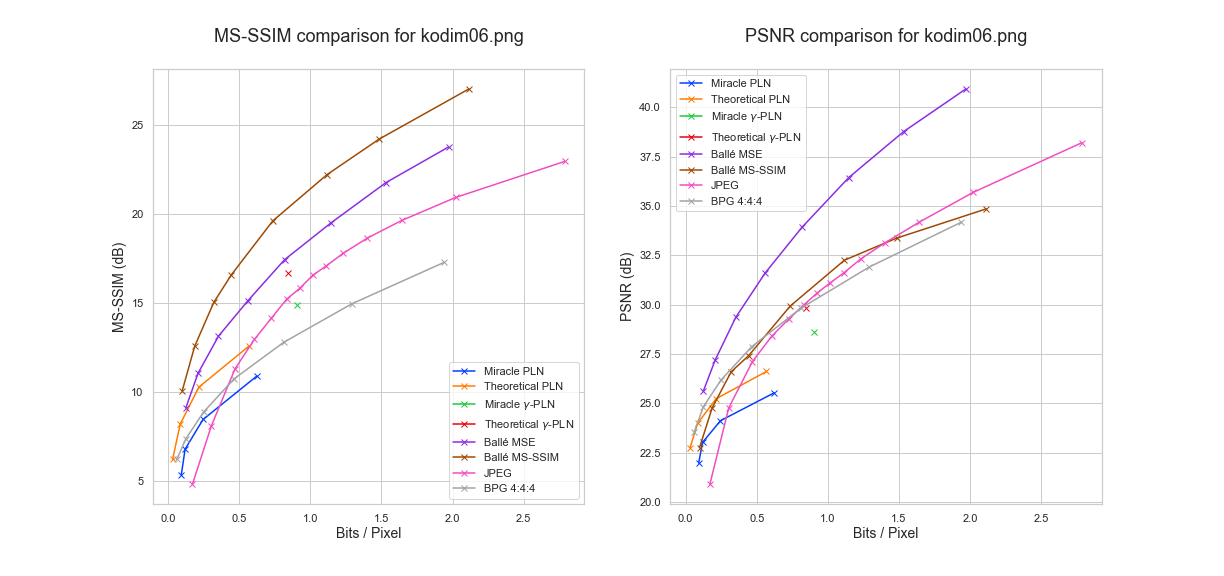 MS-SSIM comparison for kodim06.png
MS-SSIM (dB)
25
20
15
10
5
0.0 0.5 1.0 1.5 2.0 2.5
Bits / Pixel
Miracle PLN
Theoretical PLN
Miracle γ-PLN
Theoretical γ-PLN
Ballé MSE
Ballé MS-SSIM
JPEG
BPG 4:4:4
PSNR comparison for kodim06.png
PSNR (dB)
40.0
37.5
35.0
32.5
30.0
27.5
25.0
22.5
20.0
0.0 0.5 1.0 1.5 2.0 2.5
Bits / Pixel
Miracle PLN
Theoretical PLN
Miracle γ-PLN
Theoretical γ-PLN
Ballé MSE
Ballé MS-SSIM
JPEG
BPG 4:4:4